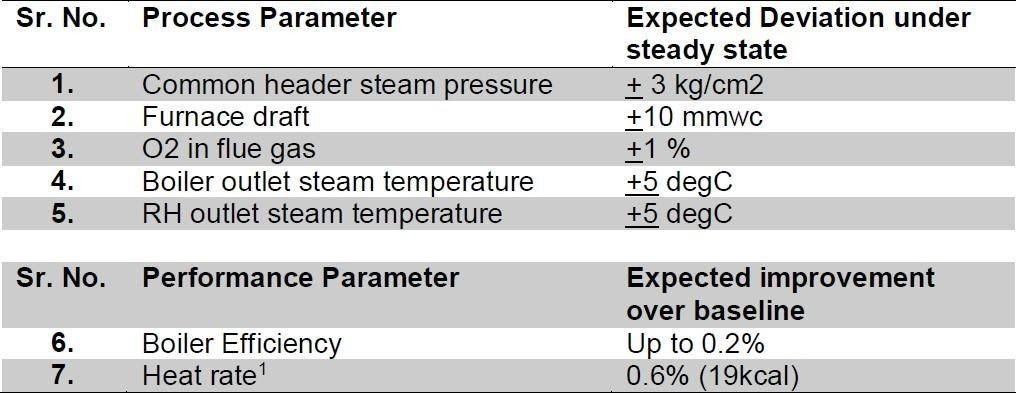 Sr. No. Process Parameter Expected Deviation under
steady state
1. Common header steam pressure ± 3 kg/cm2
2. Furnace draft ±10 mmwc
3. O2 in flue gas ±1 %
4. Boiler outlet steam temperature ±5 degC
5. RH outlet steam temperature ±5 degC
Sr. No. Performance Parameter Expected improvement
over baseline
6. Boiler Efficiency Up to 0.2%
7. Heat rate¹ 0.6% (19kcal)